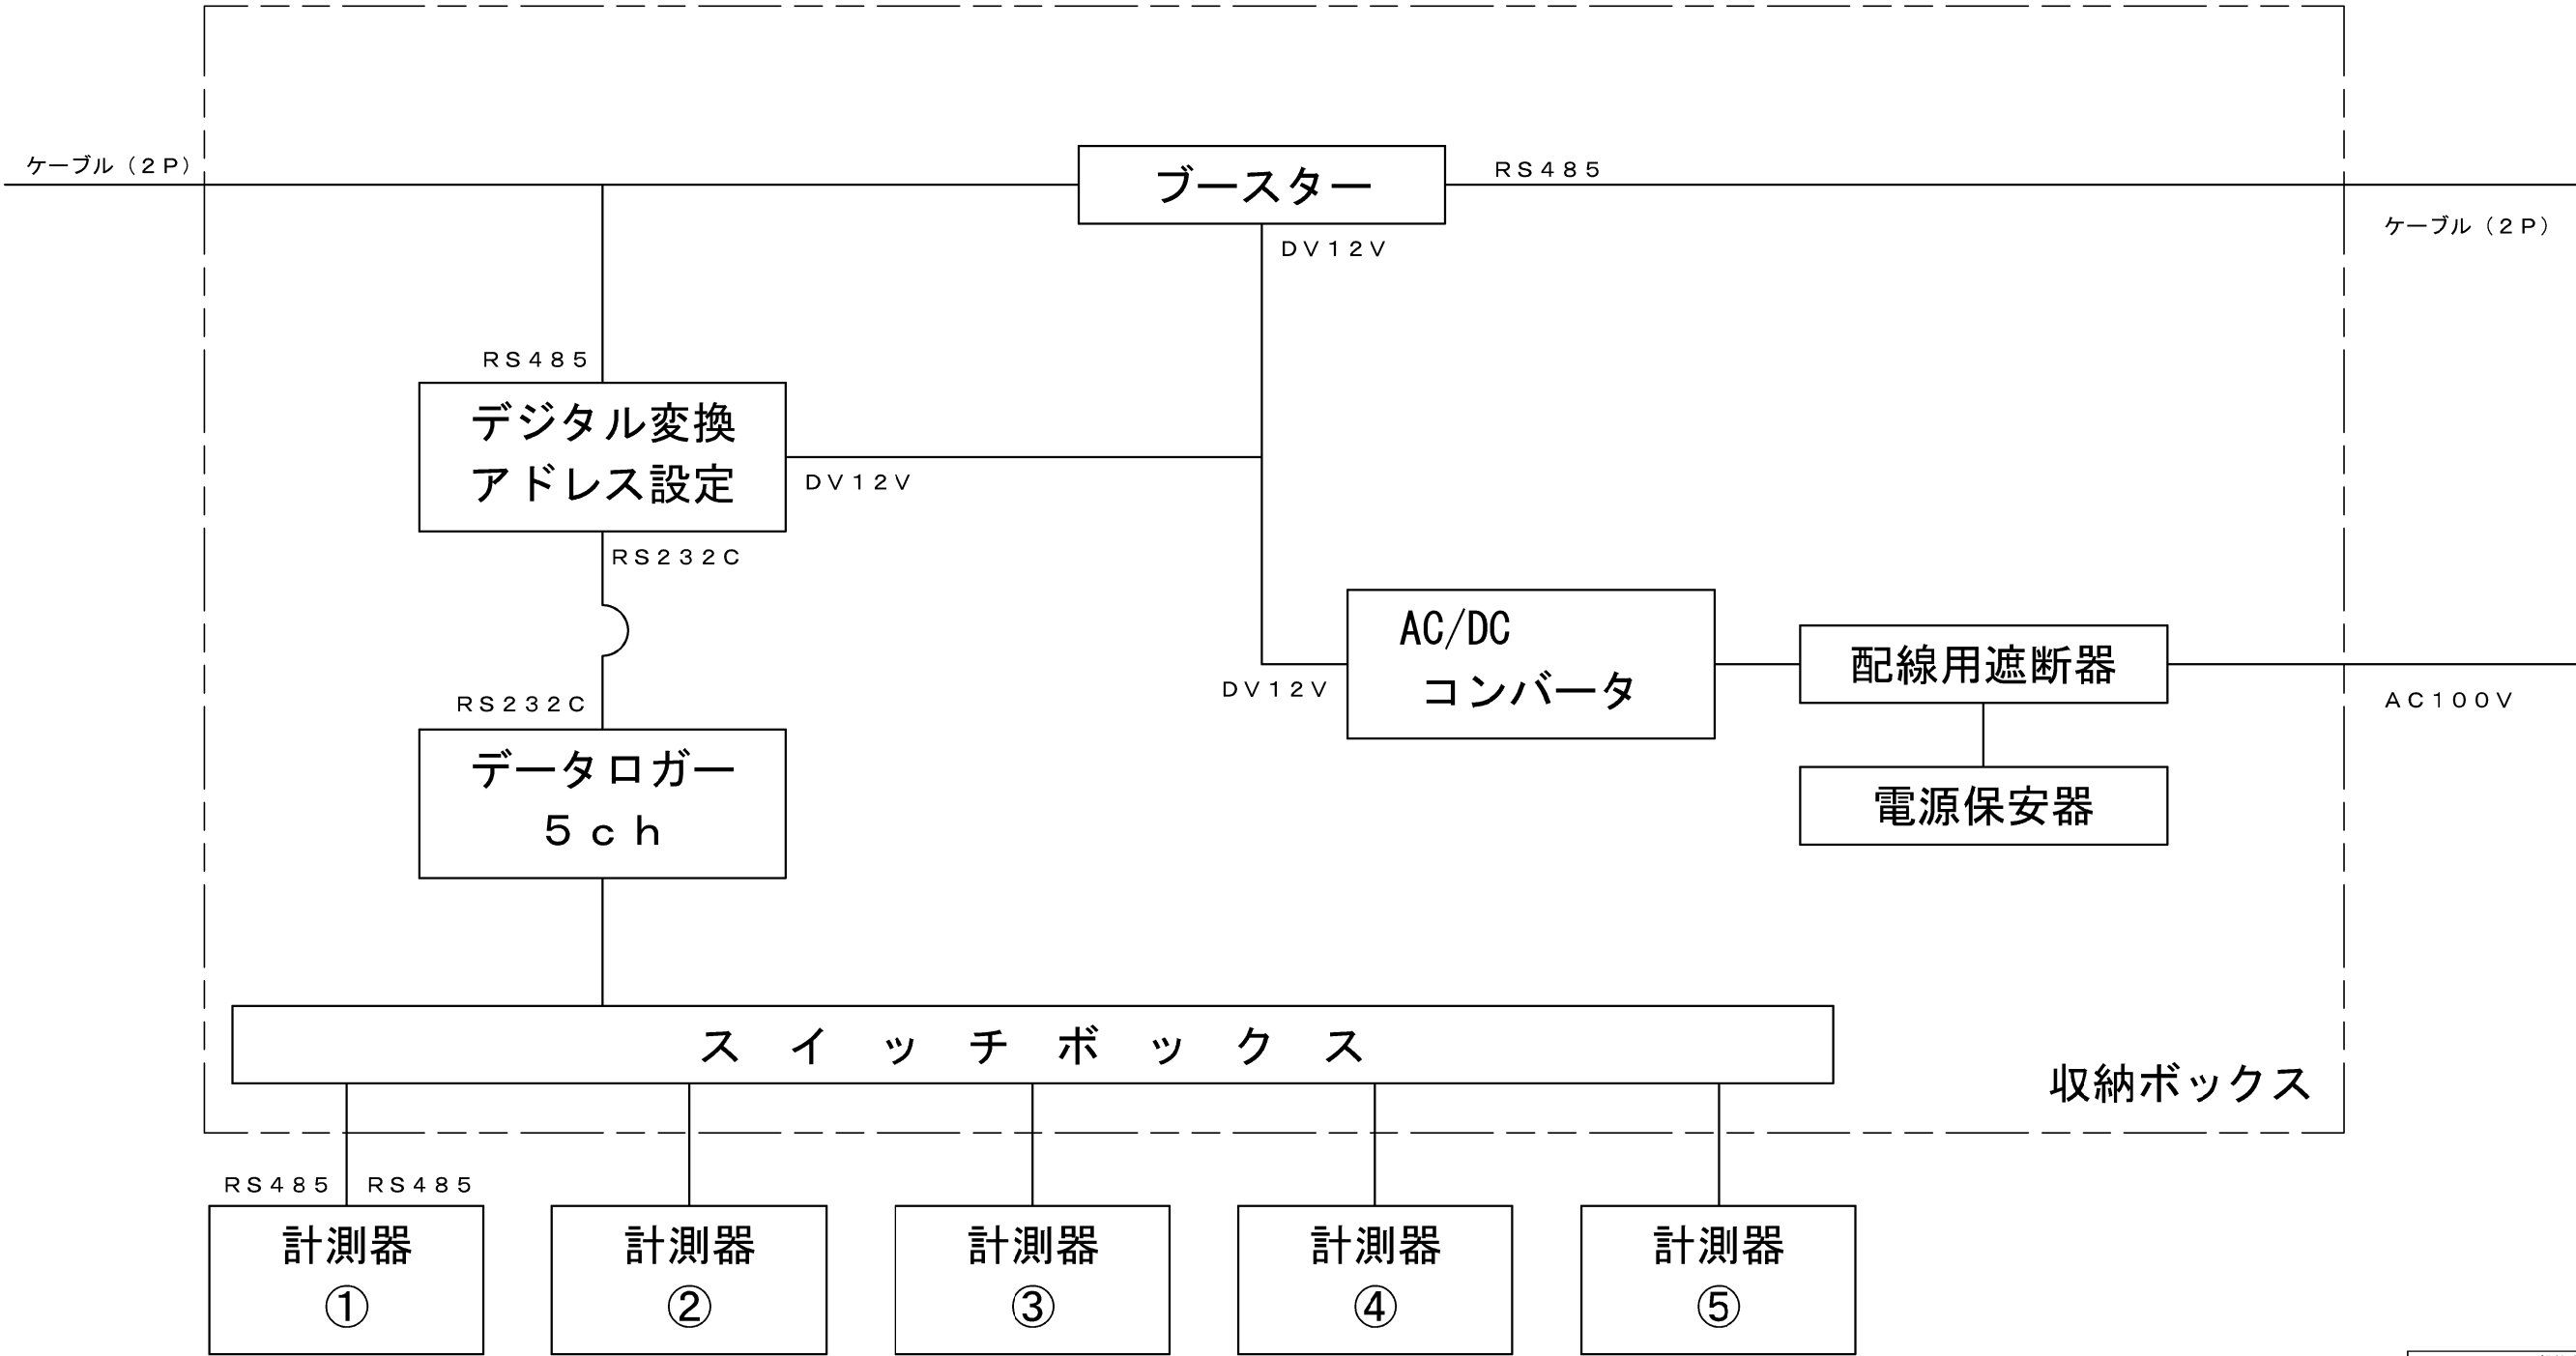 ケーブル（２Ｐ）
ブースター
ＲＳ４８５
ケーブル（２Ｐ）
ＤＶ１２Ｖ
ＲＳ４８５
デジタル変換
アドレス設定
ＤＶ１２Ｖ
ＲＳ２３２Ｃ
AC/DC
コンバータ
配線用遮断器
ＤＶ１２Ｖ
ＡＣ１００Ｖ
ＲＳ２３２Ｃ
データロガー
５ｃｈ
電源保安器
スイッチボックス
収納ボックス
ＲＳ４８５ ＲＳ４８５
計測器
①
計測器
②
計測器
③
計測器
④
計測器
⑤